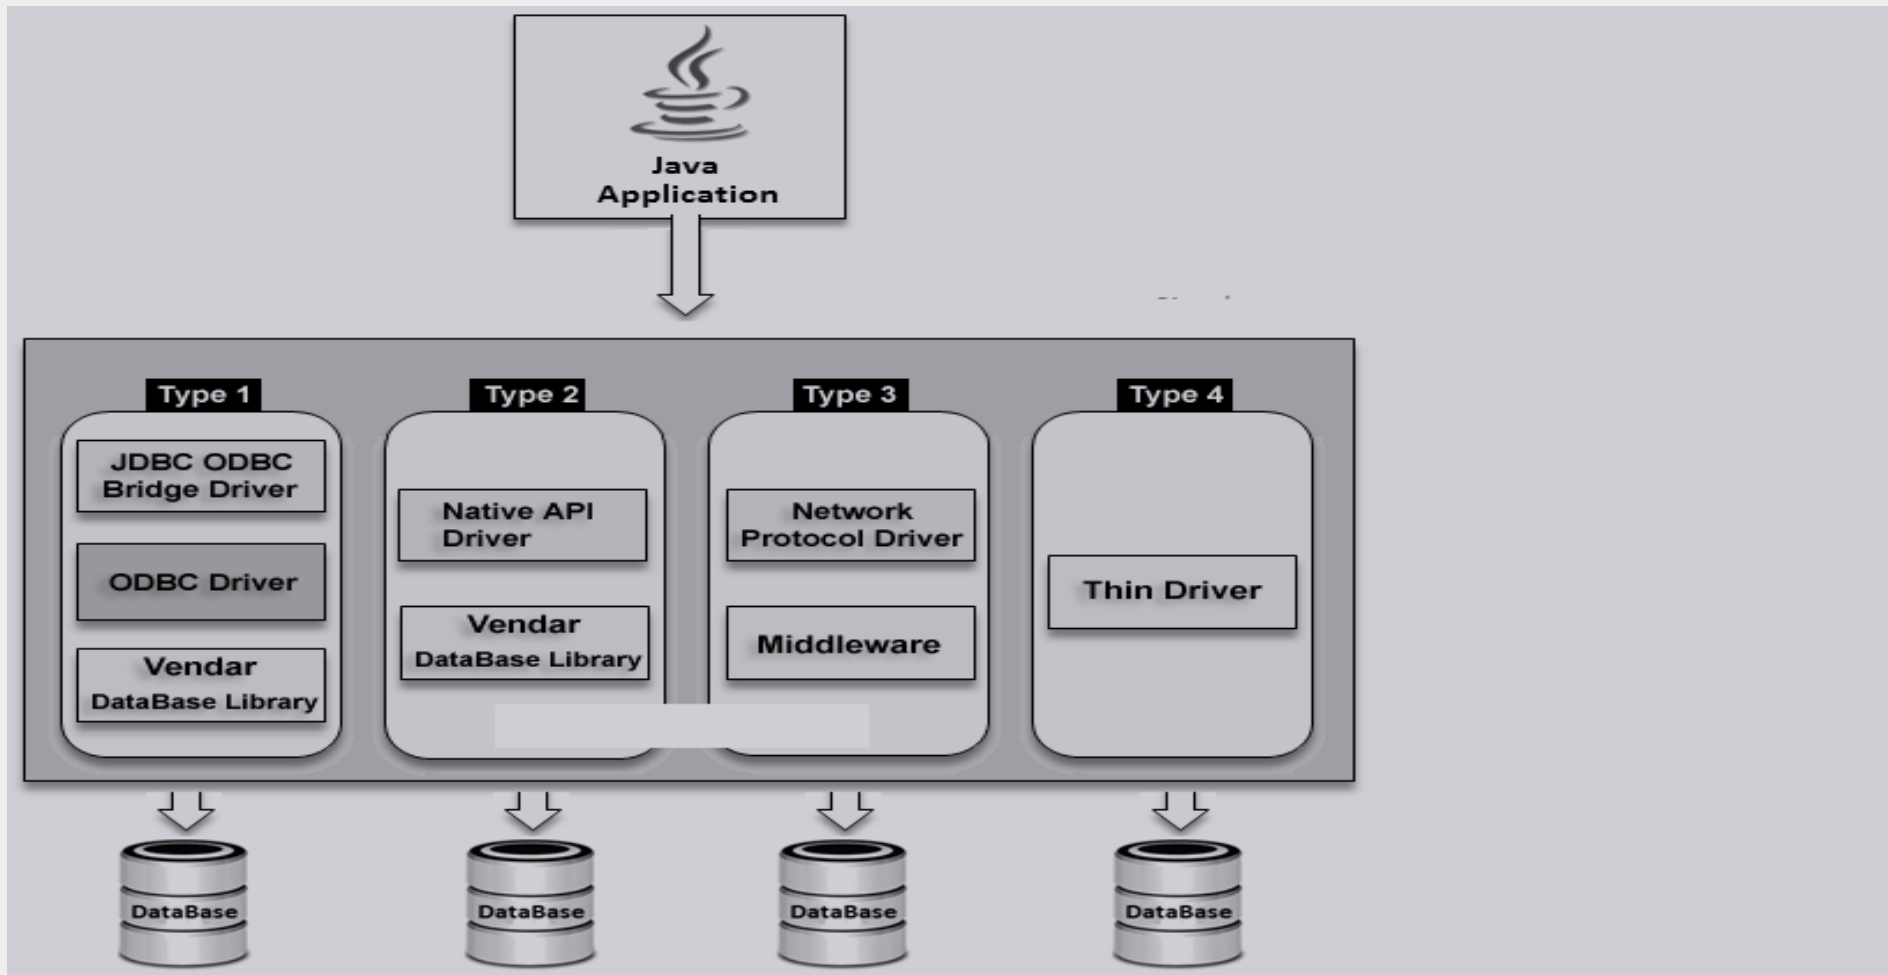 Java
Application
Type 1
Type 2
Type 3
Type 4
JDBC ODBC
Bridge Driver
ODBC Driver
Vendar
DataBase Library
Native API
Driver
Vendar
DataBase Library
Network
Protocol Driver
Middleware
Thin Driver
DataBase
DataBase
DataBase
DataBase